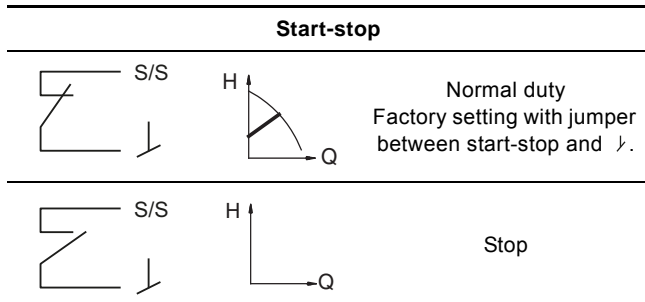 Start-stop
S/S
H
Q
Normal duty
Factory setting with jumper
between start-stop and .
S/S
H
Q
Stop